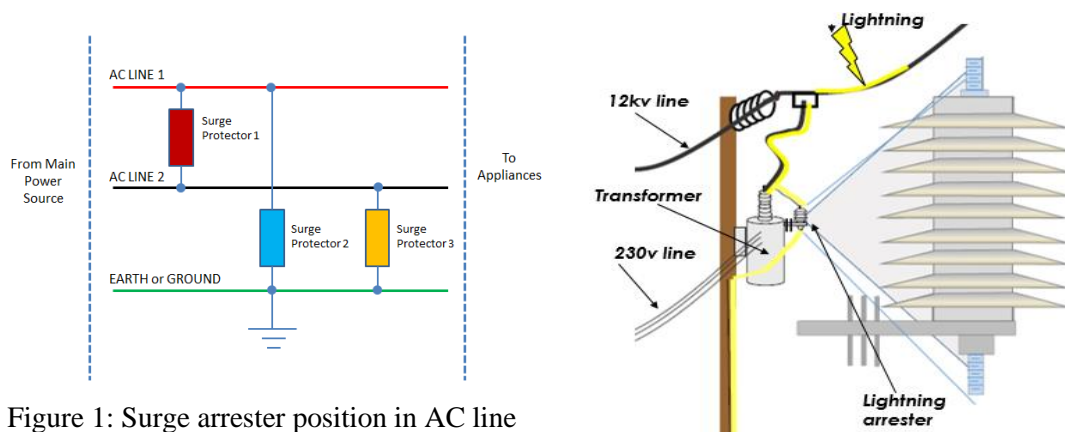 AC LINE 1
Surge
Protector 1
From Main
Power
Source
To
Appliances
AC LINE 2
Surge
Protector 2
Surge
Protector 3
EARTH or GROUND
Figure 1: Surge arrester position in AC line
Lightning
12kv line
Transformer
230v line
Lightning
arrester